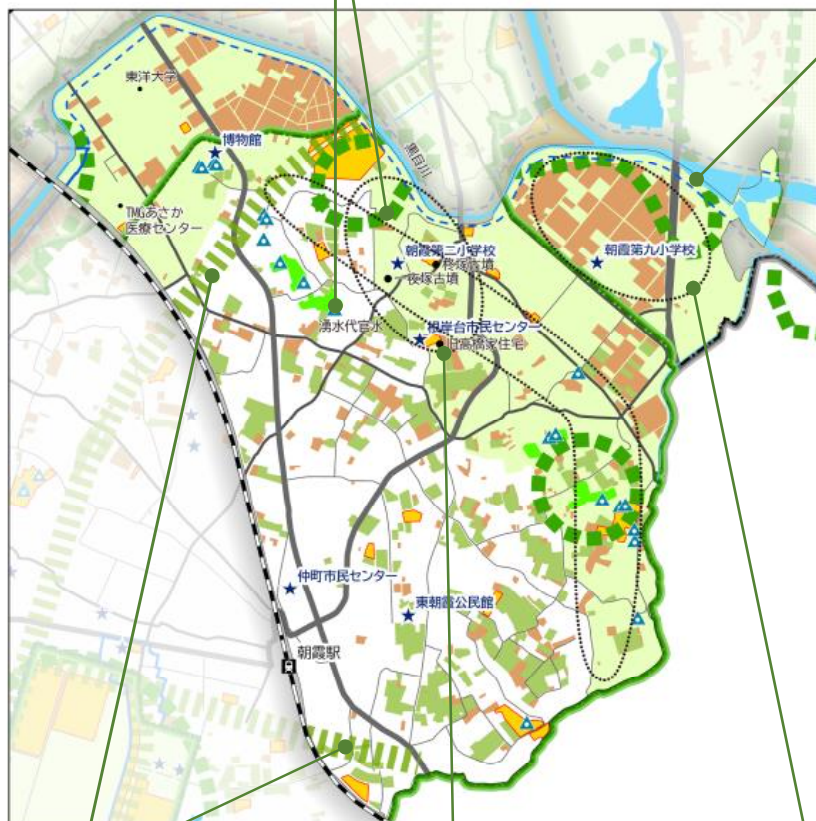 東洋大学
博物館
黒目川
TMGあさか
医療センター
朝霞第二小学校
柊塚古墳
夜塚古墳
朝霞第九小学校
湧水代官水
根岸台市民センター
旧高橋家住宅
仲町市民センター
東朝霞公民館
朝霞駅